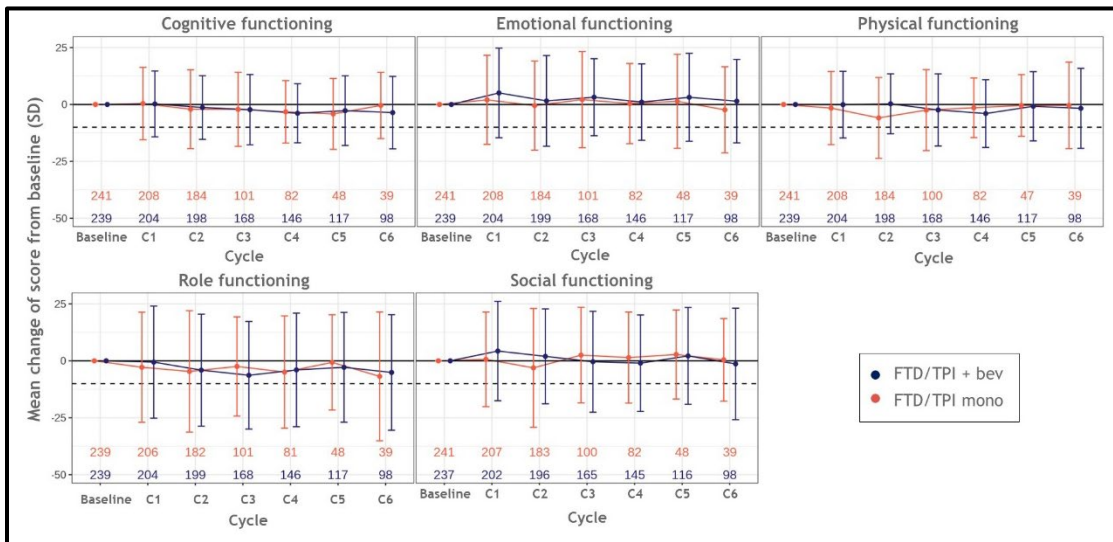 Cognitive functioning
Emotional functioning
Physical functioning
Mean change of score from baseline (SD)
25
0
-25
-50
241 208 184 101 82 48 39
239 204 198 168 146 117 98
Baseline C1 C2 C3 C4 C5 C6
Cycle
241 208 184 101 82 48 39
239 204 199 168 146 117 98
Baseline C1 C2 C3 C4 C5 C6
Cycle
241 208 184 100 82 47 39
239 204 198 168 146 117 98
Baseline C1 C2 C3 C4 C5 C6
Cycle
Role functioning
Social functioning
25
0
-25
-50
239 206 182 101 81 48 39
239 204 199 168 146 117 98
Baseline C1 C2 C3 C4 C5 C6
Cycle
241 207 183 100 82 48 39
237 202 196 165 145 116 98
Baseline C1 C2 C3 C4 C5 C6
Cycle
FTD/TPI + bev
FTD/TPI mono